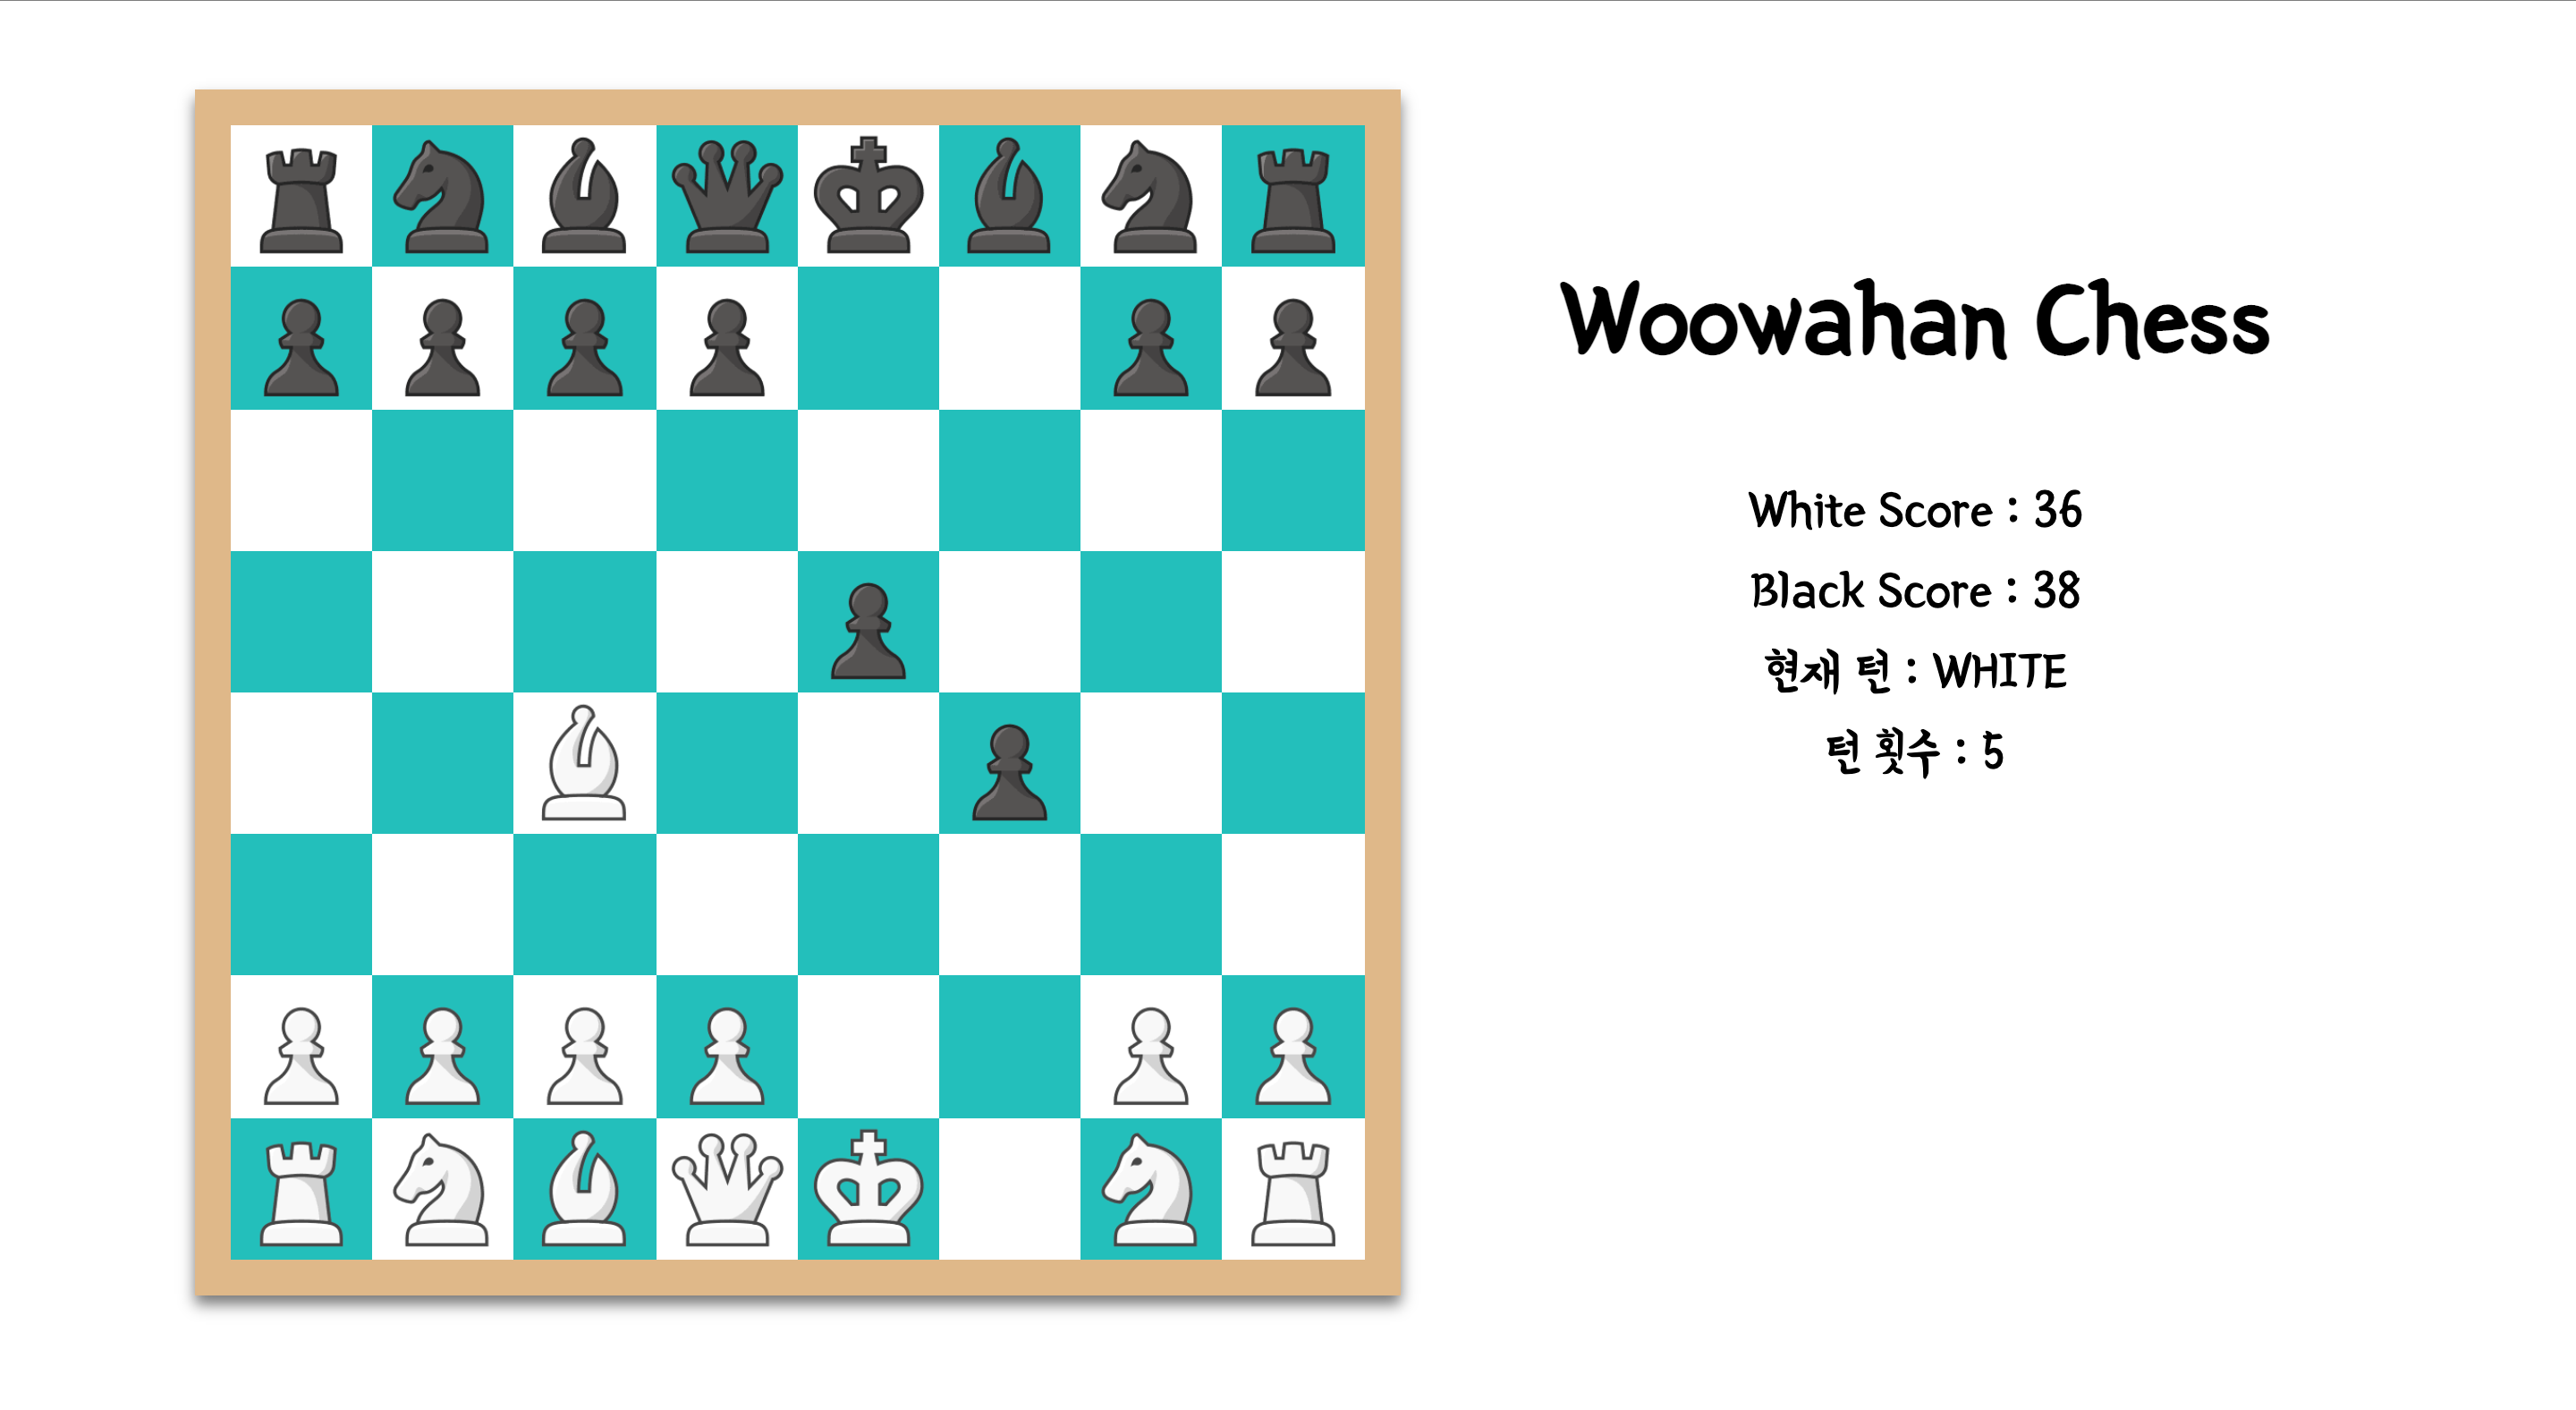 Woowahan Chess
White Score : 36
Black Score : 38
현재 턴 : WHITE
턴 횟수 : 5